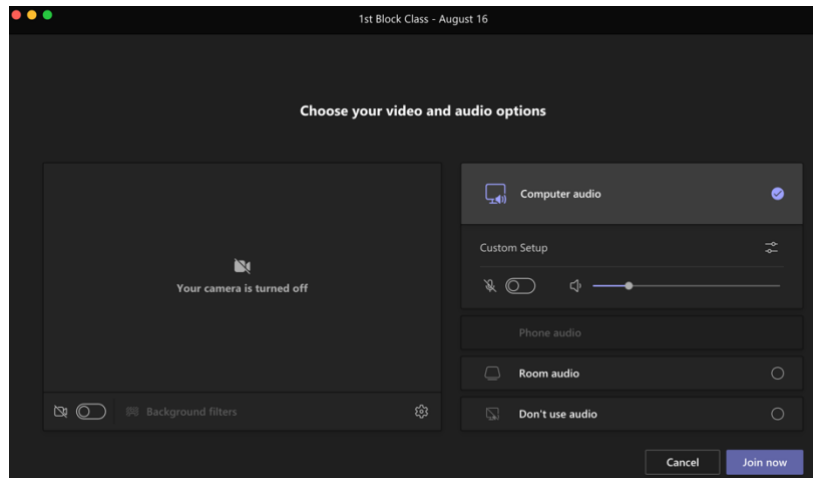 1st Block Class - August 16
Choose your video and audio options
Your camera is turned off
Background filters
Computer audio
Custom Setup
Phone audio
Room audio
Don't use audio
Cancel
Join now